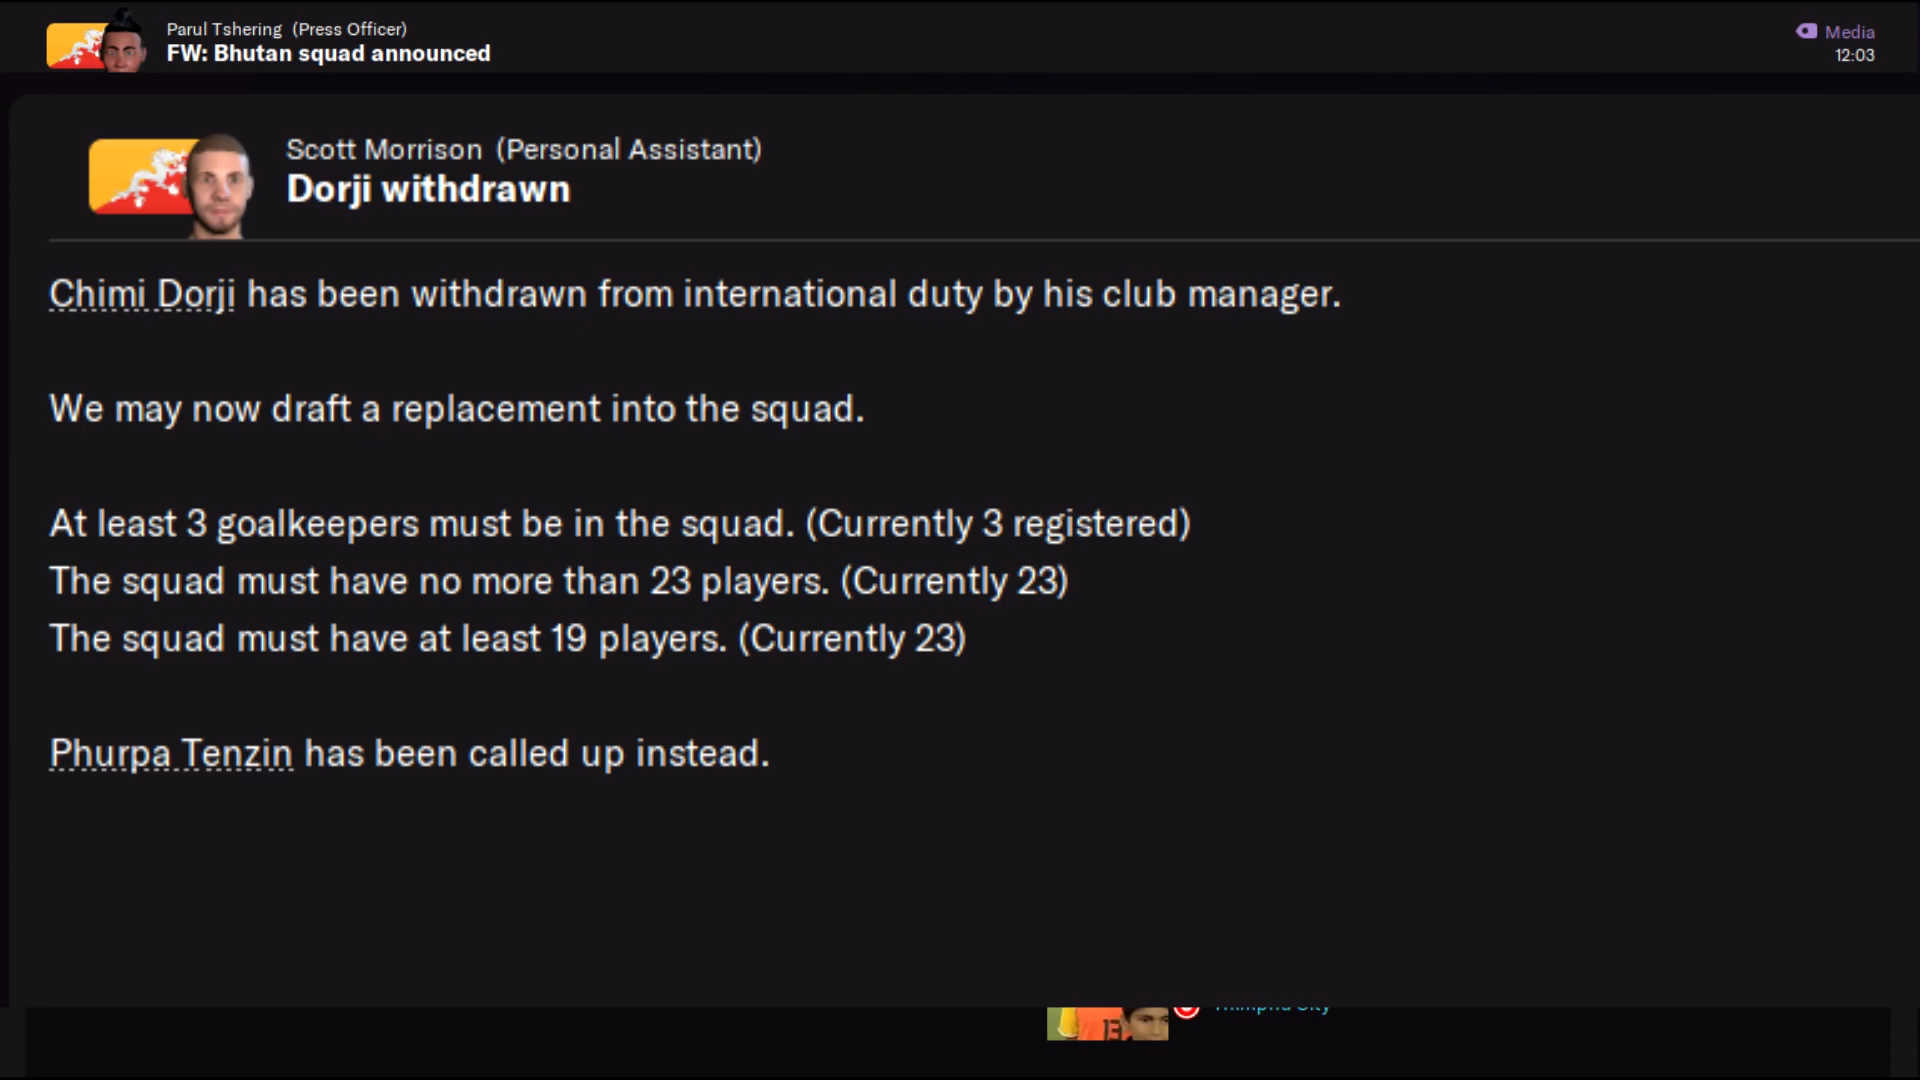 Parul Tshering (Press Officer)
FW: Bhutan squad announced
Media
12:03
Scott Morrison (Personal Assistant)
Dorji withdrawn
Chimi Dorji has been withdrawn from international duty by his club manager.
We may now draft a replacement into the squad.
At least 3 goalkeepers must be in the squad. (Currently 3 registered)
The squad must have no more than 23 players. (Currently 23)
The squad must have at least 19 players. (Currently 23)
Phurpa Tenzin has been called up instead.
13
City